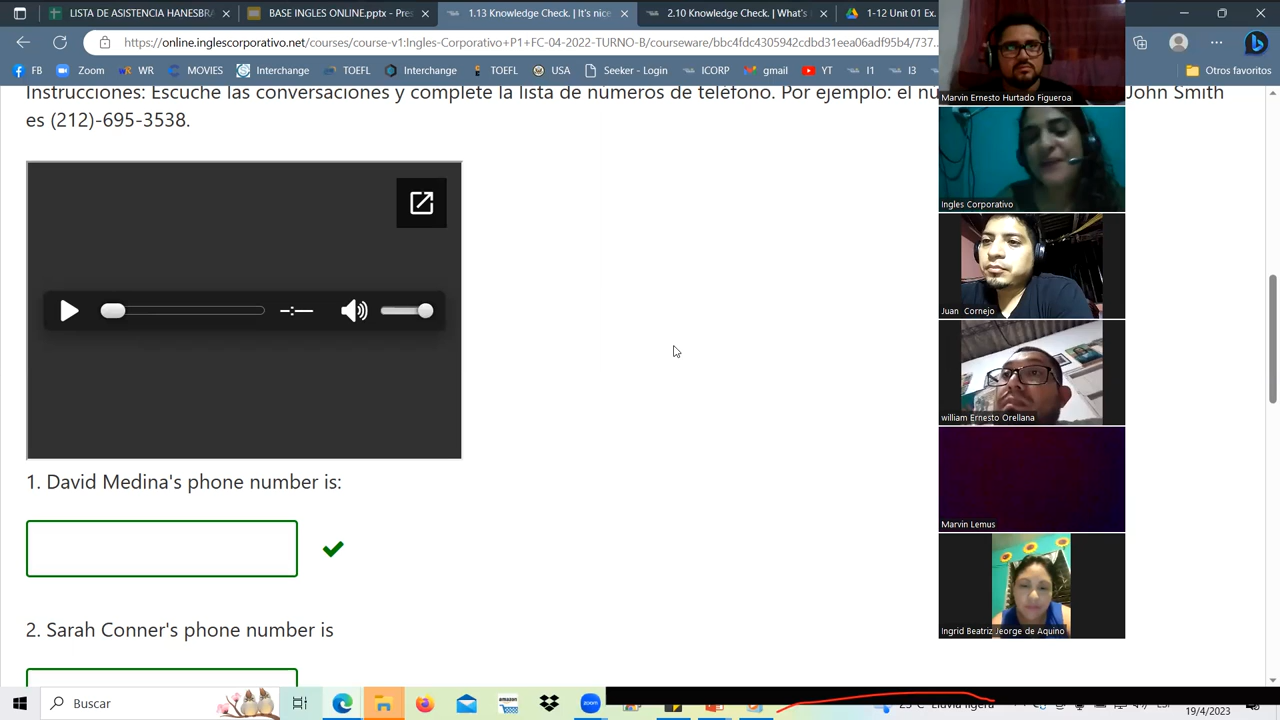 LISTA DE ASISTENCIA HANESBRA
BASE INGLES ONLINE.pptx - Pre
1.13 Knowledge Check. | It's nice
2.10 Knowledge Check. | What's
1-12 Unit 01 Ex.
https://online.inglescorporativo.net/courses/course-v1:Ingles-Corporativo+P1+FC-04-2022-TURNO-B/courseware/bbc4fdc4305942cdbd31eea06adf95b4/737...
FB
Zoom
WR
MOVIES
Interchange
TOEFL
Interchange
TOEFL
USA
Seeker - Login
ICORP
gmail
YT
I1
I3
Otros favoritos
Instrucciones: Escuche las conversaciones y complete la lista de números de teléfono. Por ejemplo: el nú John Smith
es (212)-695-3538.
1. David Medina's phone number is:
2. Sarah Conner's phone number is
Marvin Ernesto Hurtado Figueroa
Ingles Corporativo
Juan Cornejo
william Ernesto Orellana
Marvin Lemus
Ingrid Beatriz Jeorge de Aquino
Buscar
amazon
zoom
19/4/2023